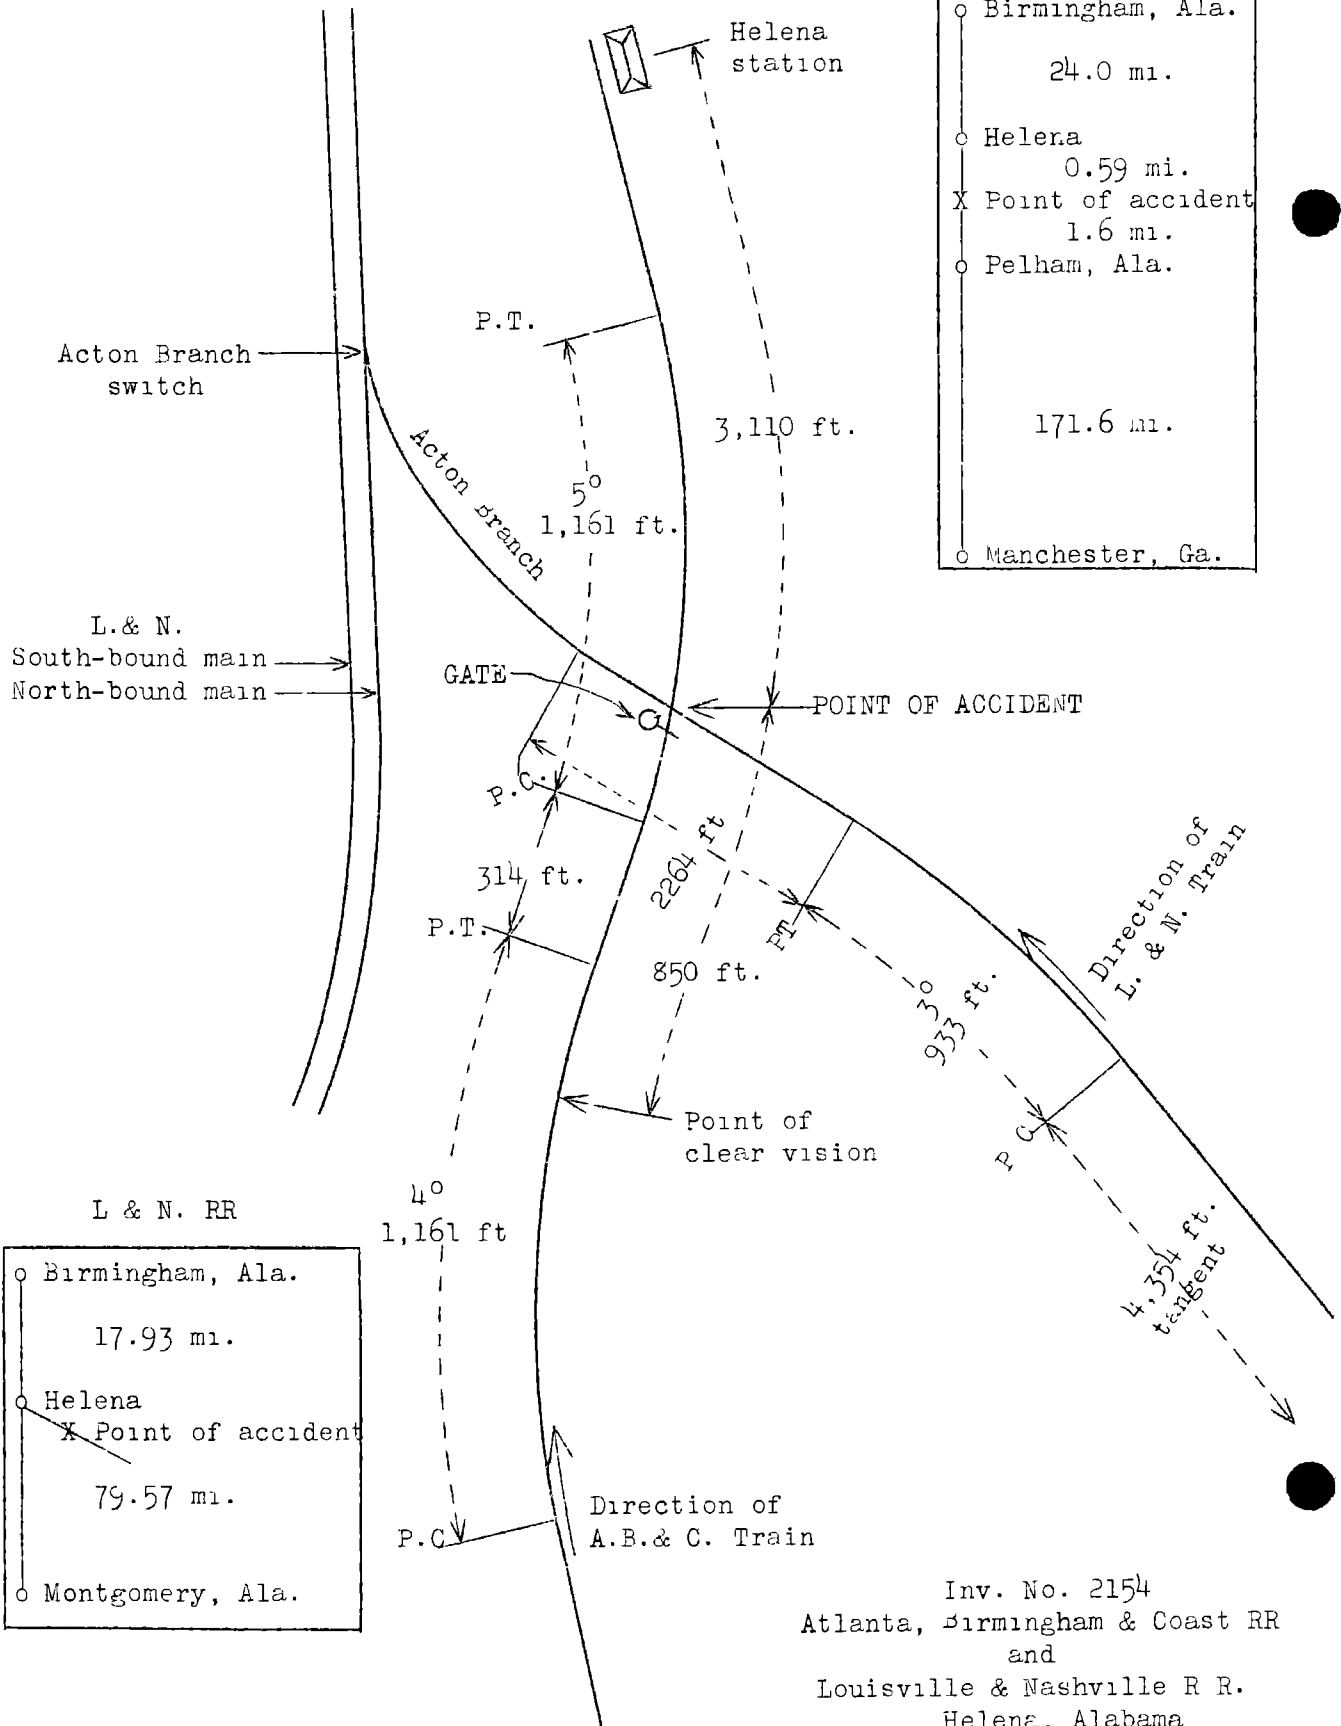 Helena
station
Birmingham, Ala.
24.0 mi.
Helena
0.59 mi.
X Point of accident
1.6 mi.
Pelham, Ala.
171.6 mi.
Manchester, Ga.
P.T.
Acton Branch
switch
3,110 ft.
Acton Branch
5°
1,161 ft.
L.& N.
South-bound main
North-bound main
GATE
POINT OF ACCIDENT
P.C.
314 ft.
2264 ft
P.T.
PT
850 ft.
Direction of
L. & N. Train
3°
933 ft.
Point of
clear vision
P C
4°
1,161 ft
4,354 ft.
tangent
L & N. RR
Birmingham, Ala.
17.93 mi.
Helena
X Point of accident
79.57 mi.
Montgomery, Ala.
P.C
Direction of
A.B.& C. Train
Inv. No. 2154
Atlanta, Birmingham & Coast RR
and
Louisville & Nashville R R.
Helena, Alabama